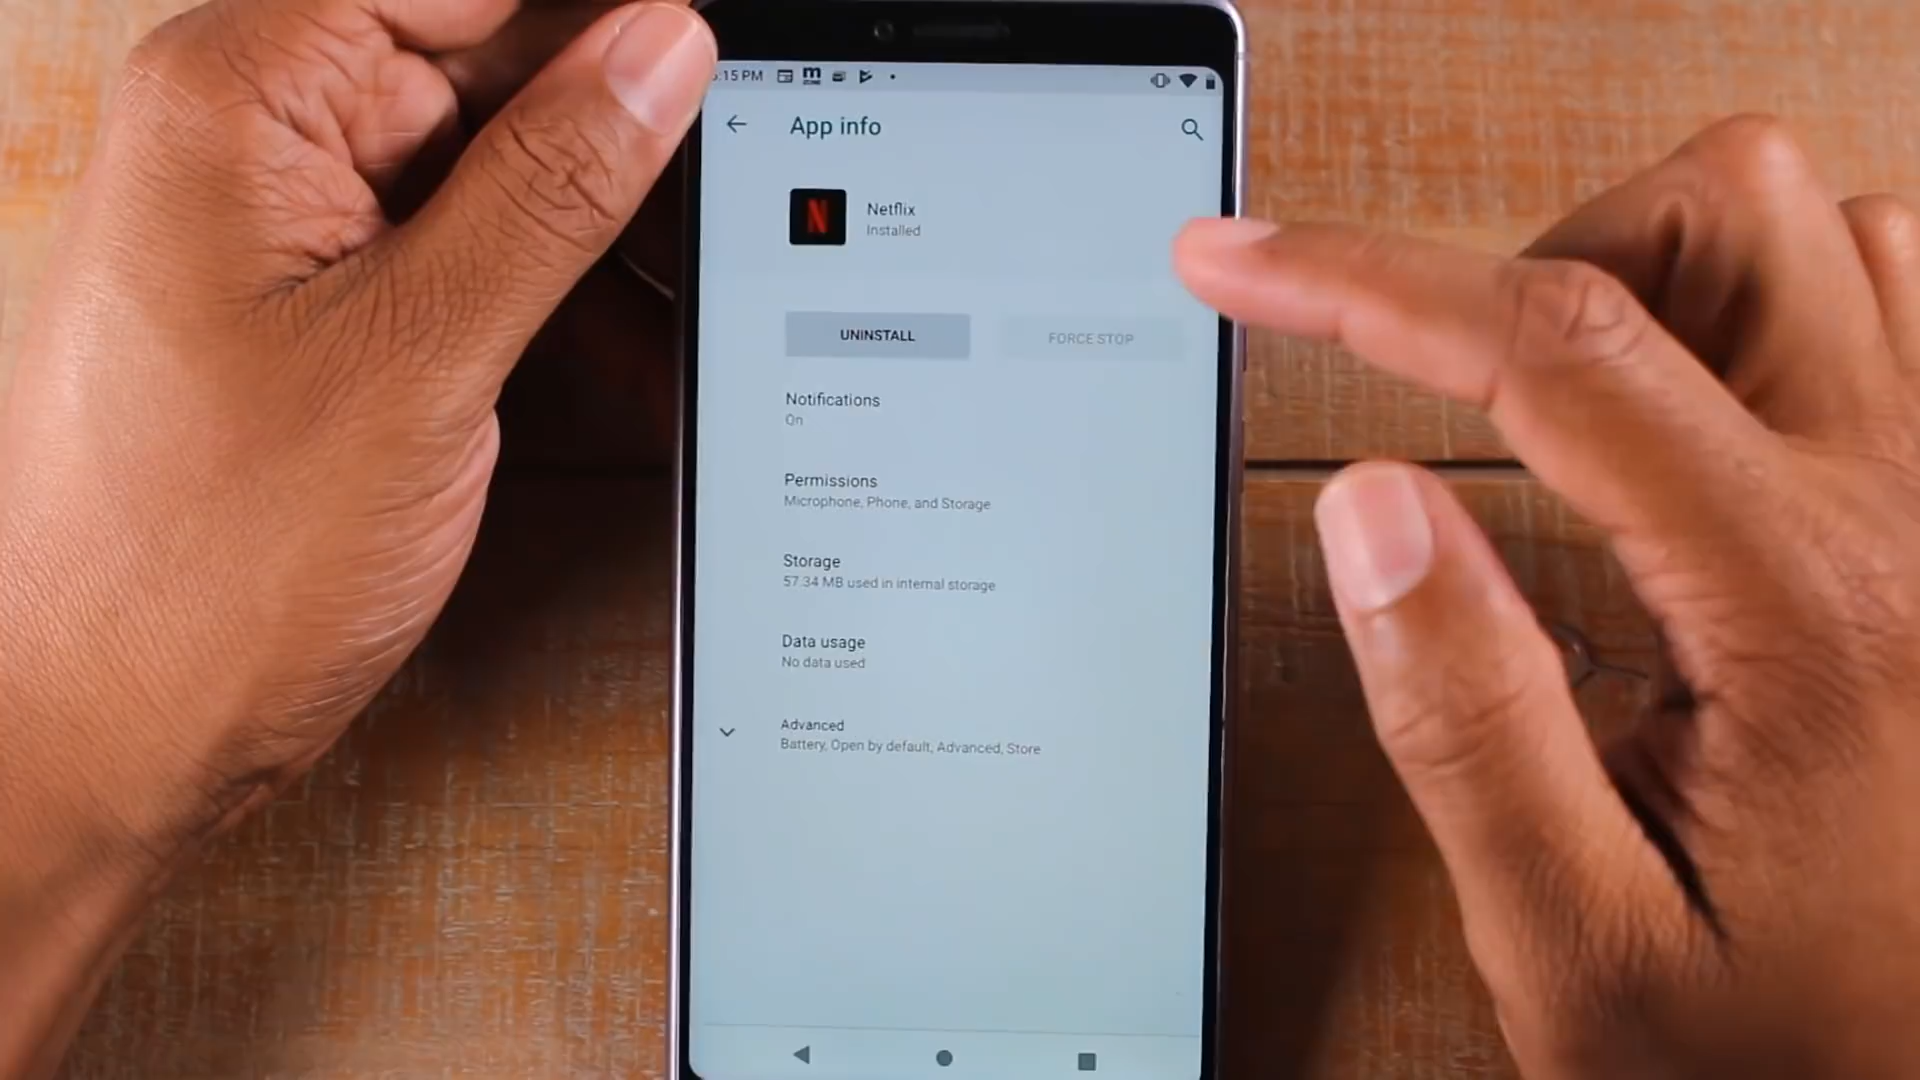 :15 PM
App info
N
Netflix
Installed
UNINSTALL
FORCE STOP
Notifications
On
Permissions
Microphone, Phone, and Storage
Storage
57.34 MB used in internal storage
Data usage
No data used
Advanced
Battery, Open by default, Advanced, Store